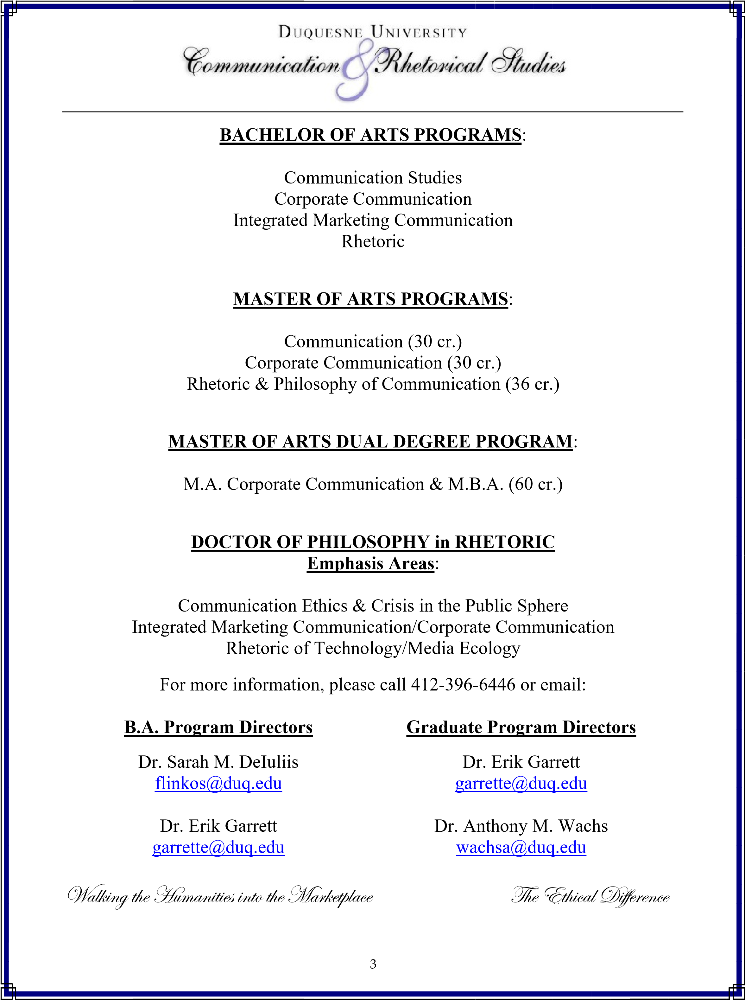 DUQUESNE UNIVERSITY
Communication & Rhetorical Studies
BACHELOR OF ARTS PROGRAMS:
Communication Studies
Corporate Communication
Integrated Marketing Communication
Rhetoric
MASTER OF ARTS PROGRAMS:
Communication (30 cr.)
Corporate Communication (30 cr.)
Rhetoric & Philosophy of Communication (36 cr.)
MASTER OF ARTS DUAL DEGREE PROGRAM:
M.A. Corporate Communication & M.B.A. (60 cr.)
DOCTOR OF PHILOSOPHY in RHETORIC
Emphasis Areas:
Communication Ethics & Crisis in the Public Sphere
Integrated Marketing Communication/Corporate Communication
Rhetoric of Technology/Media Ecology
For more information, please call 412-396-6446 or email:
B.A. Program Directors
Dr. Sarah M. DeIuliis
flinkos@duq.edu
Dr. Erik Garrett
garrette@duq.edu
Graduate Program Directors
Dr. Erik Garrett
garrette@duq.edu
Dr. Anthony M. Wachs
wachsa@duq.edu
Walking the Humanities into the Marketplace
The Ethical Difference
3